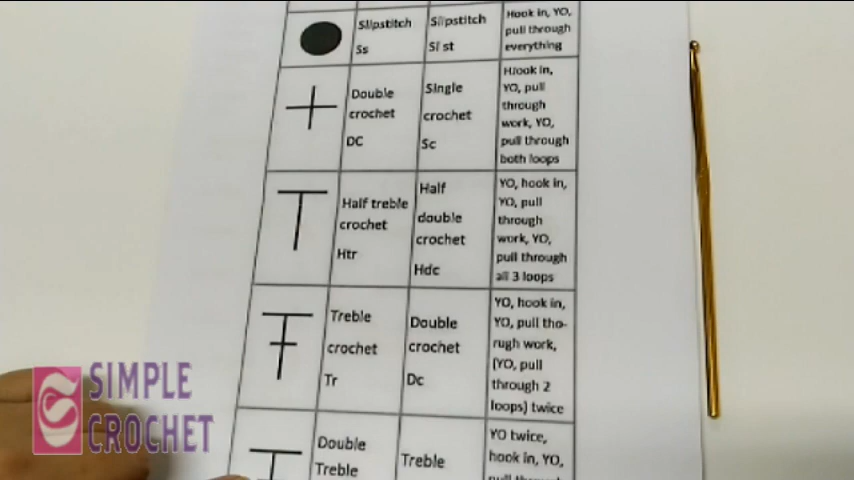 Slipstitch
Ss
Slipstitch
Sl st
Hook in, YO,
pull through
everything
Double
crochet
DC
Single
crochet
Sc
Hook in,
YO, pull
through
work, YO,
pull through
both loops
Half treble
crochet
Htr
Half
double
crochet
Hdc
YO, hook in,
YO, pull
through
work, YO,
pull through
all 3 loops
Treble
crochet
Tr
Double
crochet
Dc
YO, hook in,
YO, pull tho-
rugh work,
(YO, pull
through 2
loops) twice
Double
Treble
Treble
YO twice,
hook in, YO,
SIMPLE
CROCHET